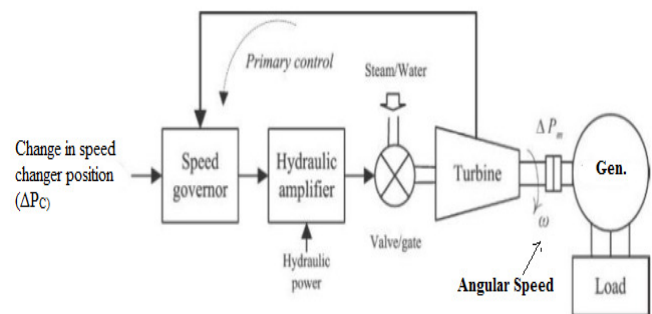 Primary control
Steam/Water
ΔPm
Change in speed
changer position
(ΔPC)
Speed
governor
Hydraulic
amplifier
Turbine
Gen.
ω
Valve/gate
Hydraulic
power
Angular Speed
Load